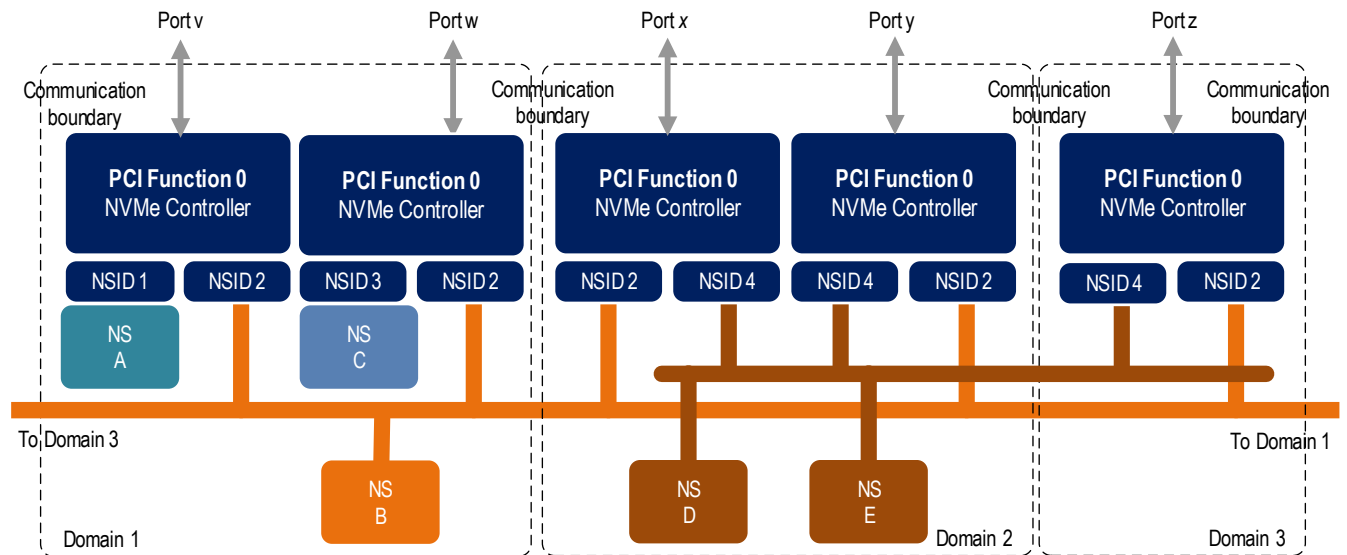 Port v
Port w
Port x
Port y
Port z
Communication
boundary
Communication
boundary
Communication
boundary
Communication
boundary
PCI Function 0
NVMe Controller
PCI Function 0
NVMe Controller
PCI Function 0
NVMe Controller
PCI Function 0
NVMe Controller
PCI Function 0
NVMe Controller
NSID 1
NSID 2
NSID 3
NSID 2
NSID 2
NSID 4
NSID 4
NSID 2
NSID 4
NSID 2
NS
A
NS
C
To Domain 3
To Domain 1
NS
B
NS
D
NS
E
Domain 1
Domain 2
Domain 3